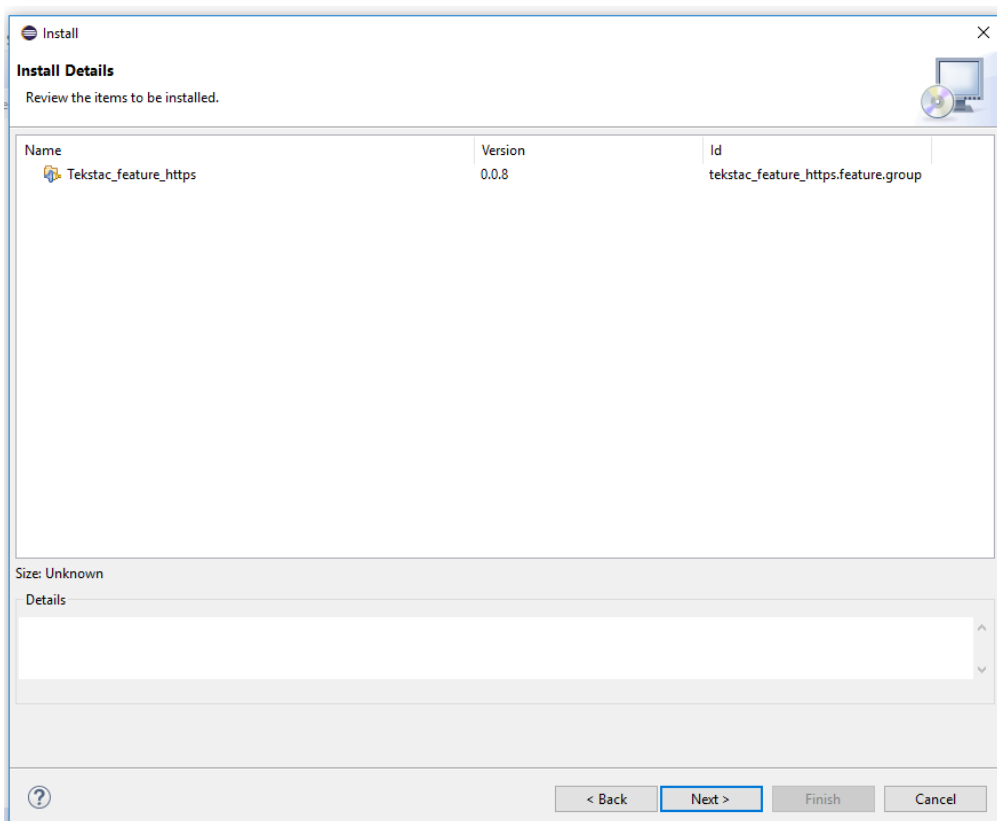 Install
Install Details
Review the items to be installed.
Name Version Id
Tekstac_feature_https 0.0.8 tekstac_feature_https.feature.group
Size: Unknown
Details
? < Back Next > Finish Cancel